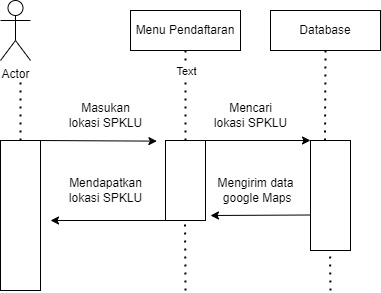 Menu Pendaftaran
Database
Actor
Text
Masukan
lokasi SPKLU
Mencari
lokasi SPKLU
Mendapatkan
lokasi SPKLU
Mengirim data
google Maps